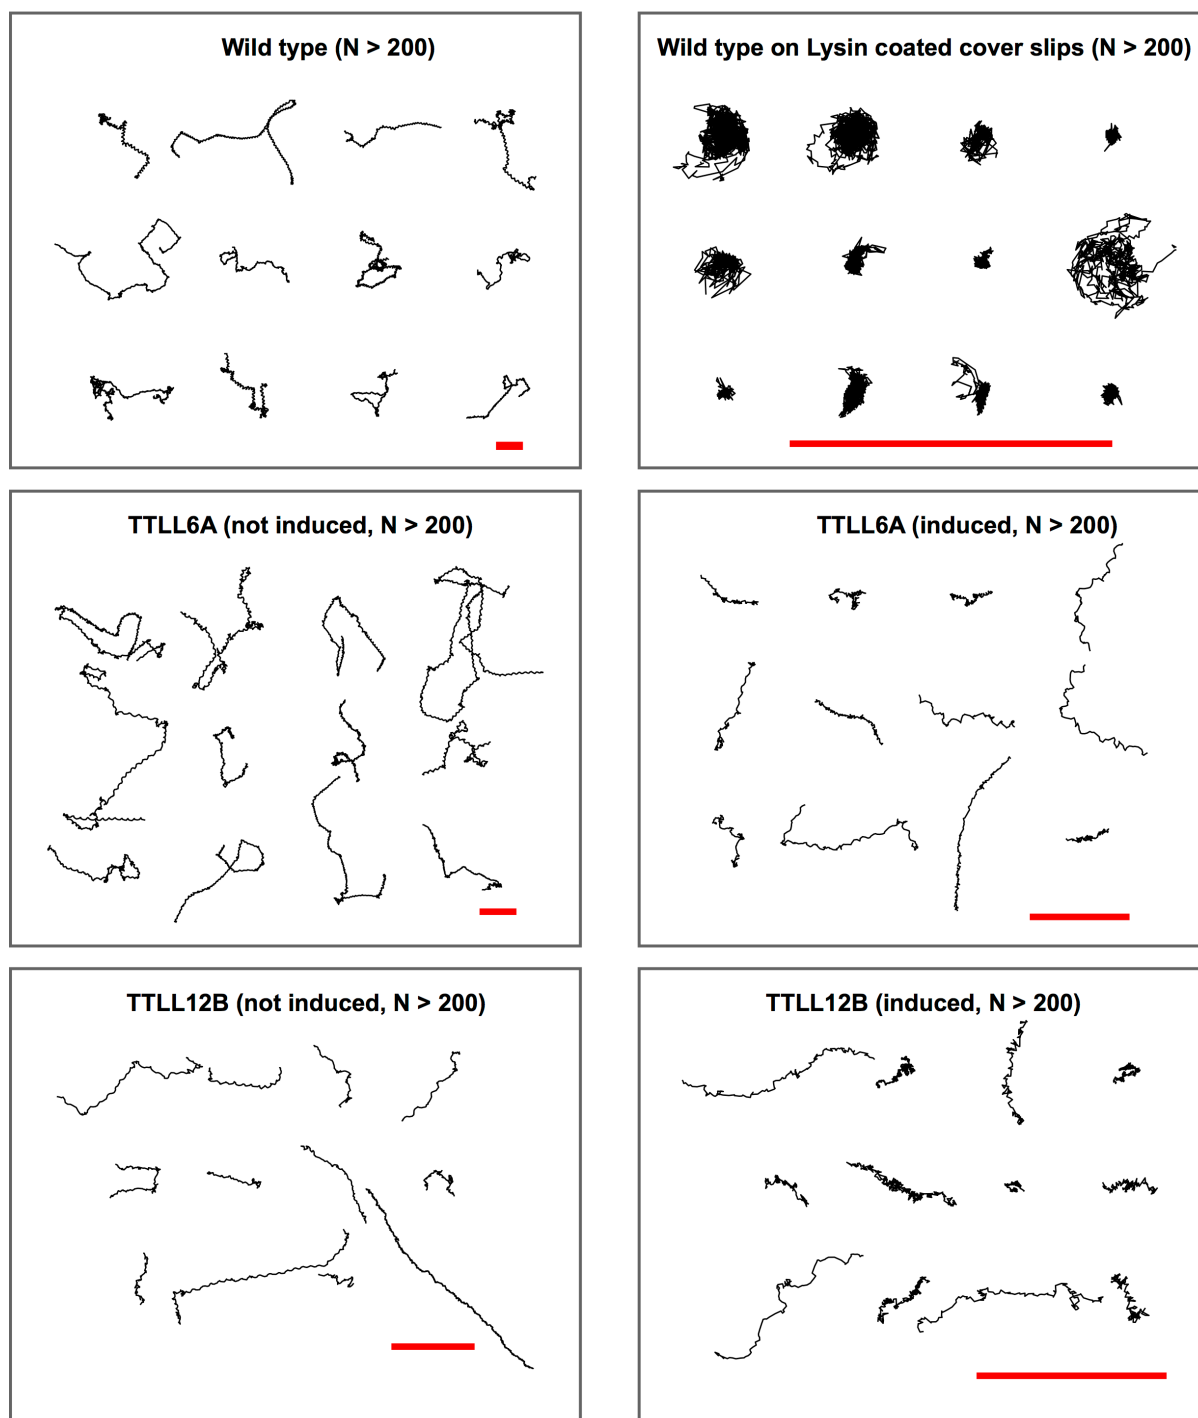 Wild type (N > 200)
Wild type on Lysin coated cover slips (N > 200)
TTLL6A (not induced, N > 200)
TTLL6A (induced, N > 200)
TTLL12B (not induced, N > 200)
TTLL12B (induced, N > 200)